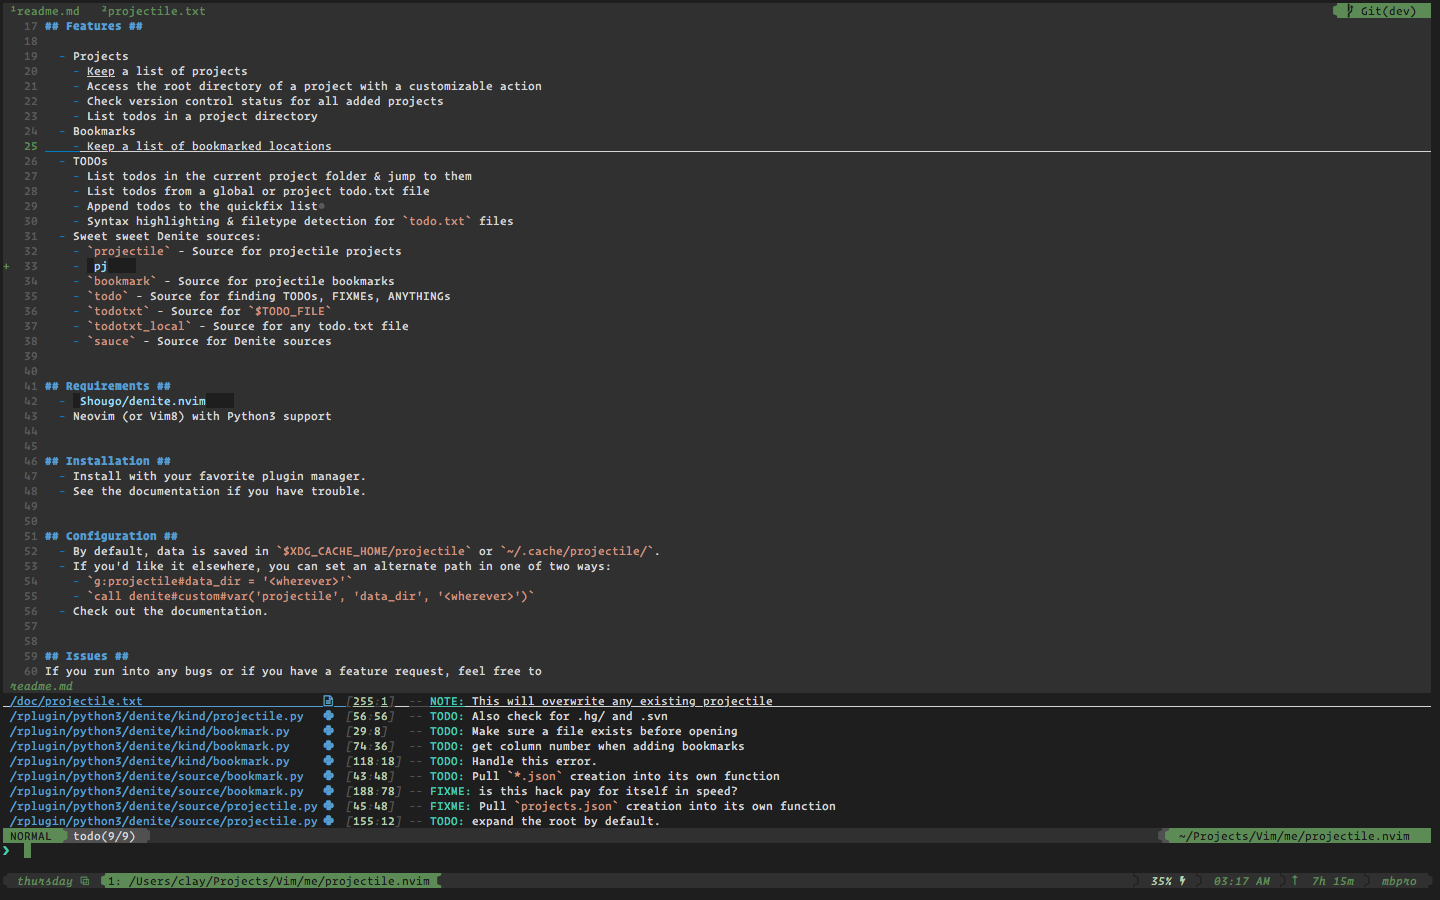 ¹readme.md ²projectile.txt Git(dev)
17 ## Features ##
18
19 - Projects
20 - Keep a list of projects
21 - Access the root directory of a project with a customizable action
22 - Check version control status for all added projects
23 - List todos in a project directory
24 - Bookmarks
25 - Keep a list of bookmarked locations
26 - TODOs
27 - List todos in the current project folder & jump to them
28 - List todos from a global or project todo.txt file
29 - Append todos to the quickfix list
30 - Syntax highlighting & filetype detection for `todo.txt` files
31 - Sweet sweet Denite sources:
32 - `projectile` - Source for projectile projects
+ 33 - pj
34 - `bookmark` - Source for projectile bookmarks
35 - `todo` - Source for finding TODOs, FIXMEs, ANYTHINGs
36 - `todotxt` - Source for `$TODO_FILE`
37 - `todotxt_local` - Source for any todo.txt file
38 - `sauce` - Source for Denite sources
39
40
41 ## Requirements ##
42 - Shougo/denite.nvim
43 - Neovim (or Vim8) with Python3 support
44
45
46 ## Installation ##
47 - Install with your favorite plugin manager.
48 - See the documentation if you have trouble.
49
50
51 ## Configuration ##
52 - By default, data is saved in `$XDG_CACHE_HOME/projectile` or `~/.cache/projectile/`.
53 - If you'd like it elsewhere, you can set an alternate path in one of two ways:
54 - `g:projectile#data_dir = '<wherever>'`
55 - `call denite#custom#var('projectile', 'data_dir', '<wherever>')`
56 - Check out the documentation.
57
58
59 ## Issues ##
60 If you run into any bugs or if you have a feature request, feel free to
readme.md
/doc/projectile.txt [255:1] -- NOTE: This will overwrite any existing projectile
/rplugin/python3/denite/kind/projectile.py [56:56] -- TODO: Also check for .hg/ and .svn
/rplugin/python3/denite/kind/bookmark.py [29:8] -- TODO: Make sure a file exists before opening
/rplugin/python3/denite/kind/bookmark.py [74:36] -- TODO: get column number when adding bookmarks
/rplugin/python3/denite/kind/bookmark.py [118:18] -- TODO: Handle this error.
/rplugin/python3/denite/source/bookmark.py [43:48] -- TODO: Pull `*.json` creation into its own function
/rplugin/python3/denite/source/bookmark.py [188:78] -- FIXME: is this hack pay for itself in speed?
/rplugin/python3/denite/source/projectile.py [45:48] -- FIXME: Pull `projects.json` creation into its own function
/rplugin/python3/denite/source/projectile.py [155:12] -- TODO: expand the root by default.
NORMAL todo(9/9) ~/Projects/Vim/me/projectile.nvim
❯
thursday 1: /Users/clay/Projects/Vim/me/projectile.nvim 35% 03:17 AM ↑ 7h 15m mbpro